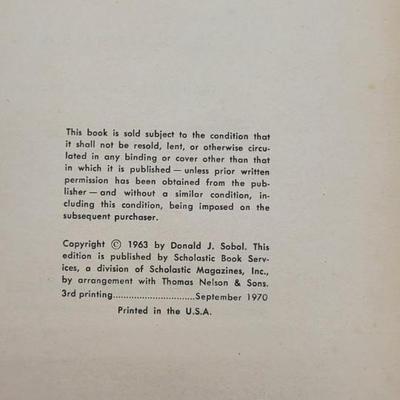 This book is sold subject to the condition that
it shall not be resold, lent, or otherwise circu-
lated in any binding or cover other than that
in which it is published — unless prior written
permission has been obtained from the pub-
lisher — and without a similar condition, in-
cluding this condition, being imposed on the
subsequent purchaser.
Copyright © 1963 by Donald J. Sobol. This
edition is published by Scholastic Book Serv-
ices, a division of Scholastic Magazines, Inc.,
by arrangement with Thomas Nelson & Sons.
3rd printing................................September 1970
Printed in the U.S.A.